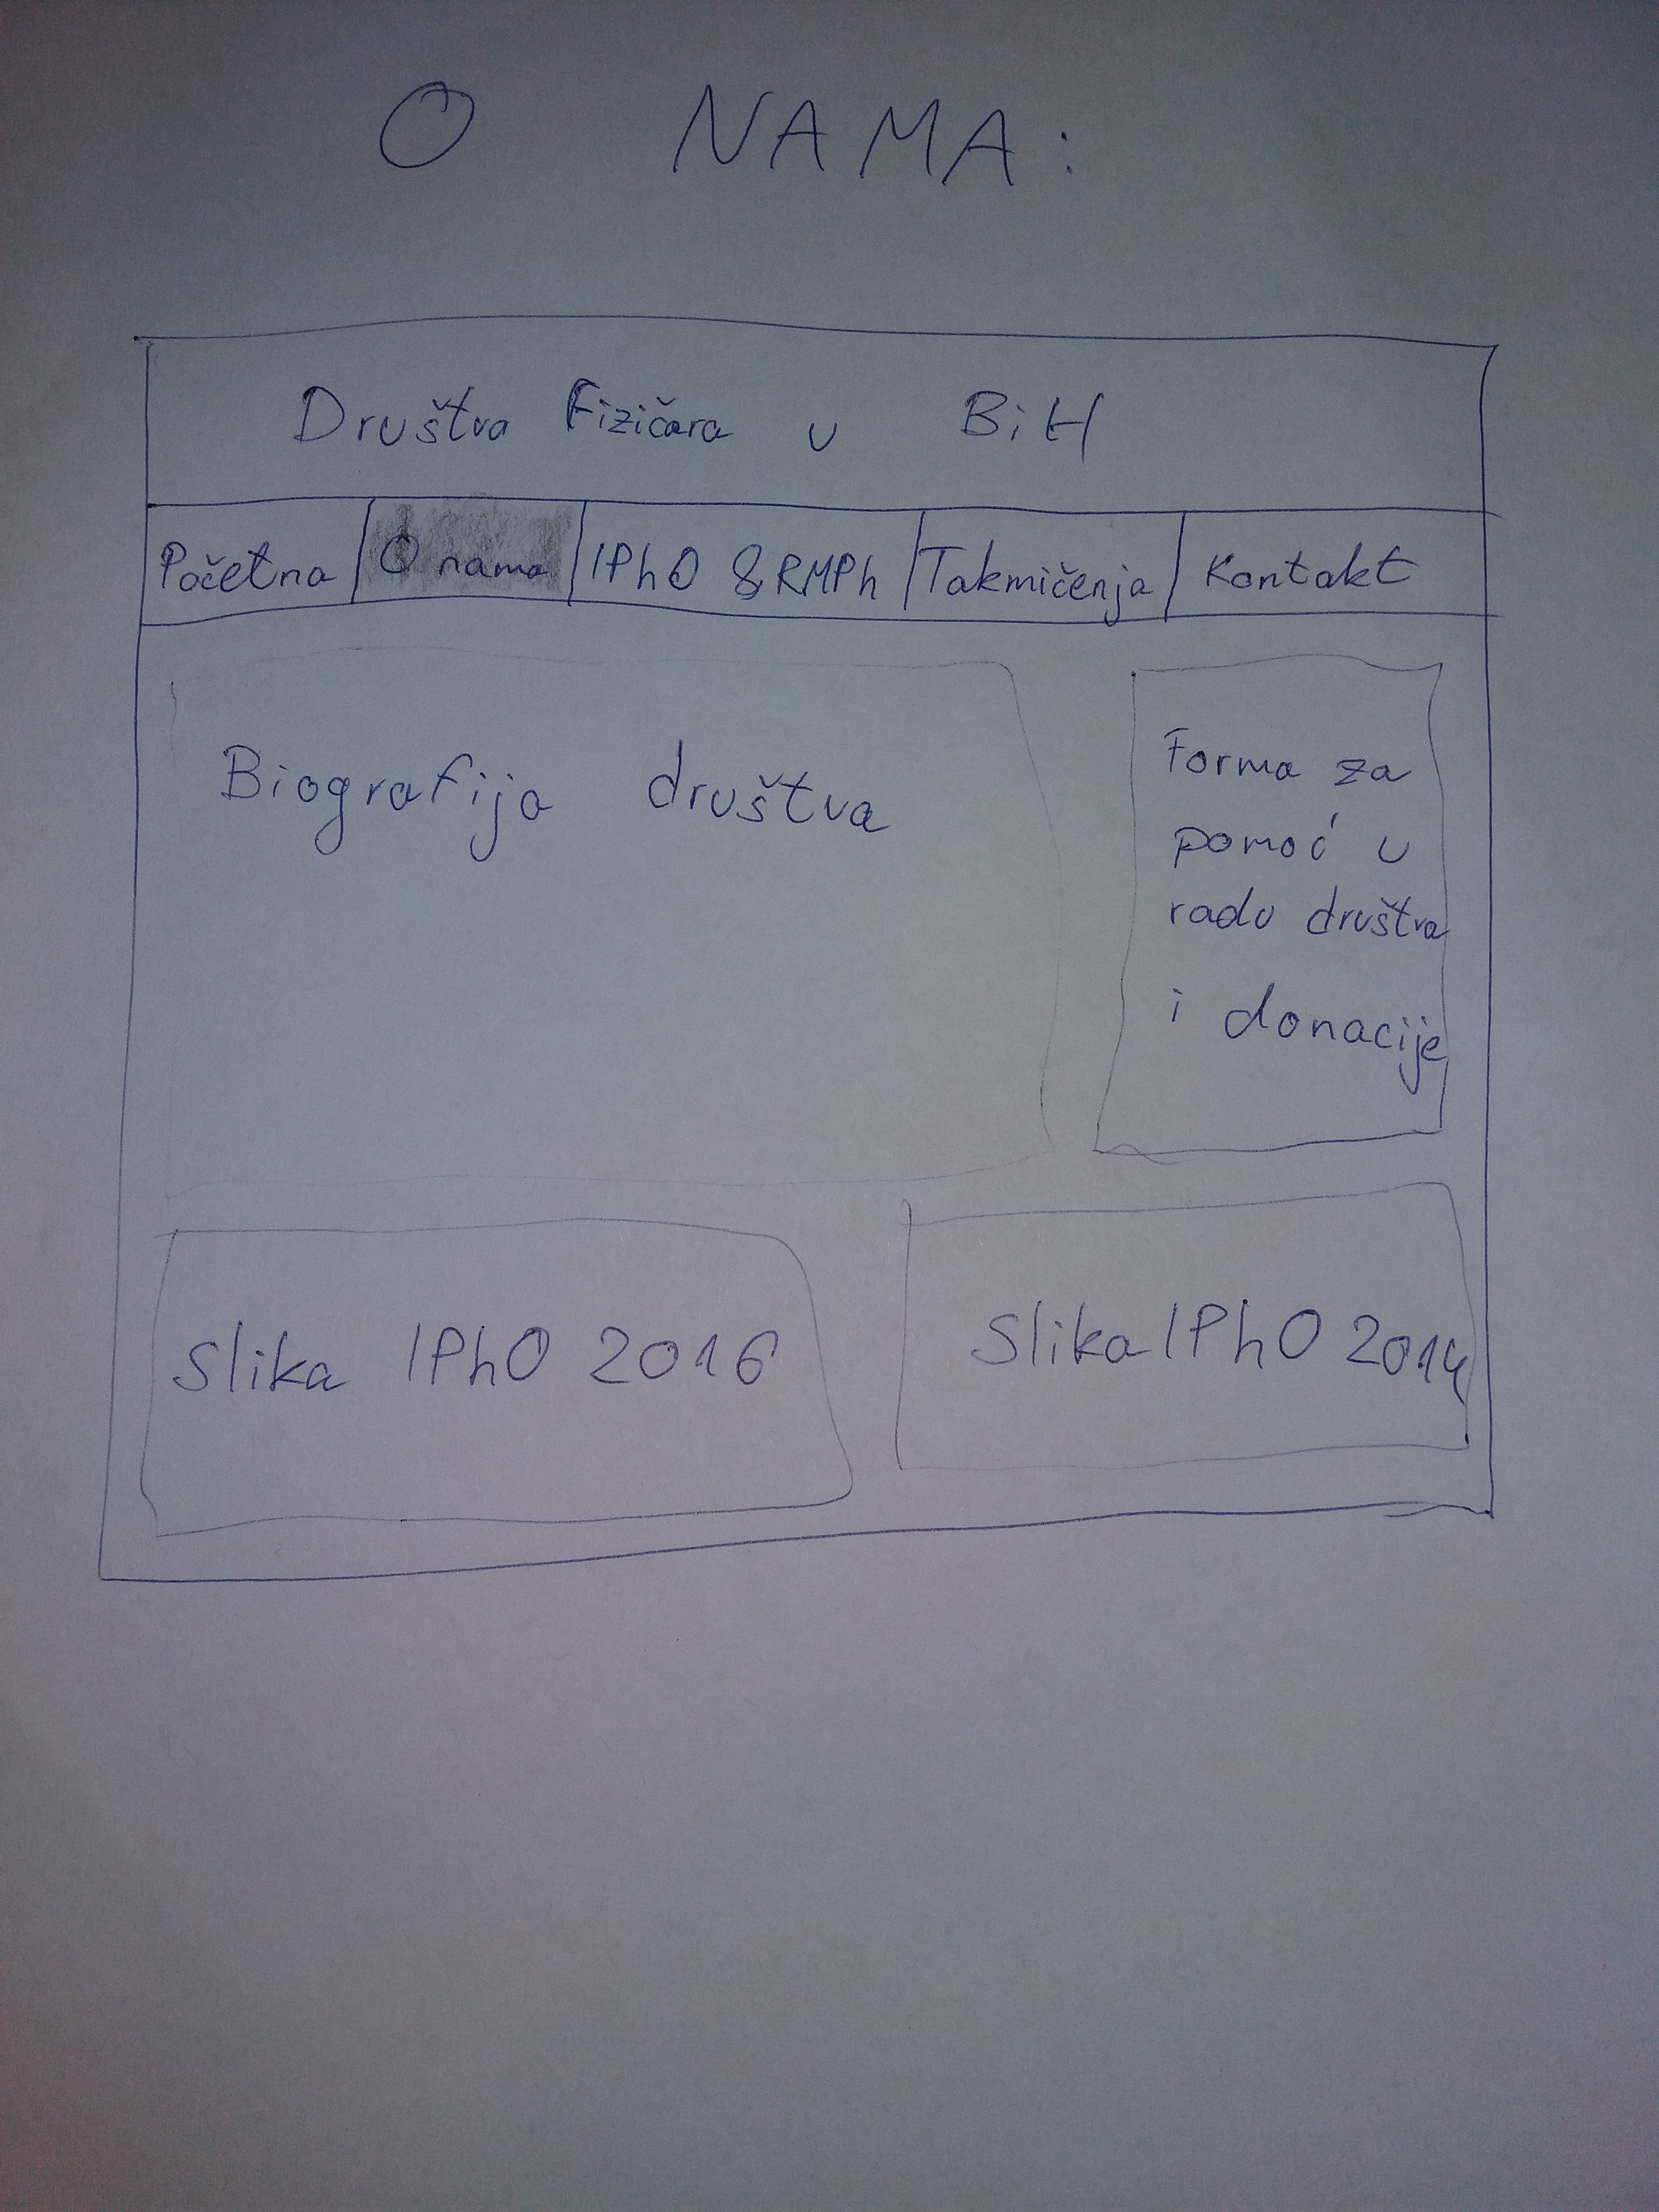 O NAMA:
Društva Fizičara u BiH
Početna O nama IPhO & RMPh Takmičenja Kontakt
Biografija društva
Forma za
pomoć u
radu društva
i donacije
Slika IPhO 2016
Slika IPhO 2014